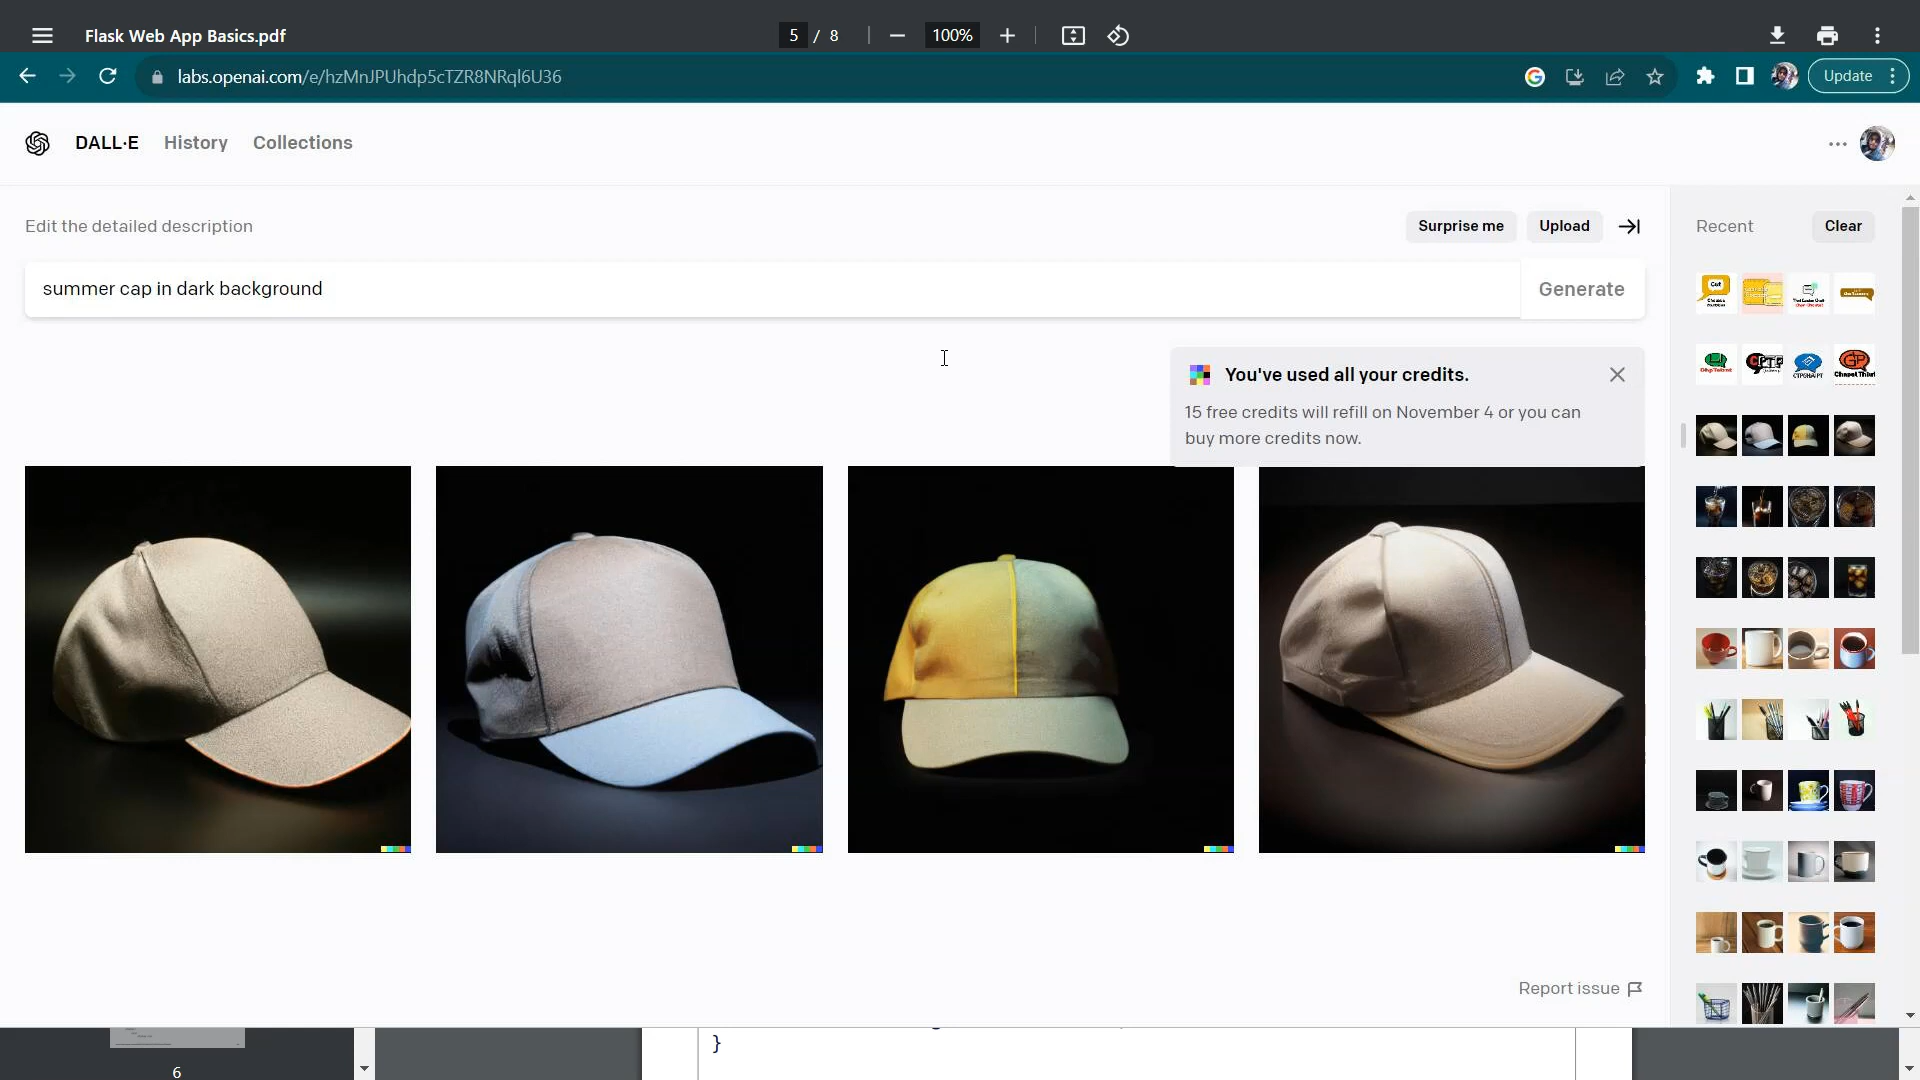 Flask Web App Basics.pdf
5 / 8
100%
labs.openai.com/e/hzMnJPUhdp5cTZR8NRql6U36
Update
DALL·E History Collections
Edit the detailed description
Surprise me
Upload
Recent
Clear
summer cap in dark background
Generate
You've used all your credits.
15 free credits will refill on November 4 or you can
buy more credits now.
Report issue
}
6